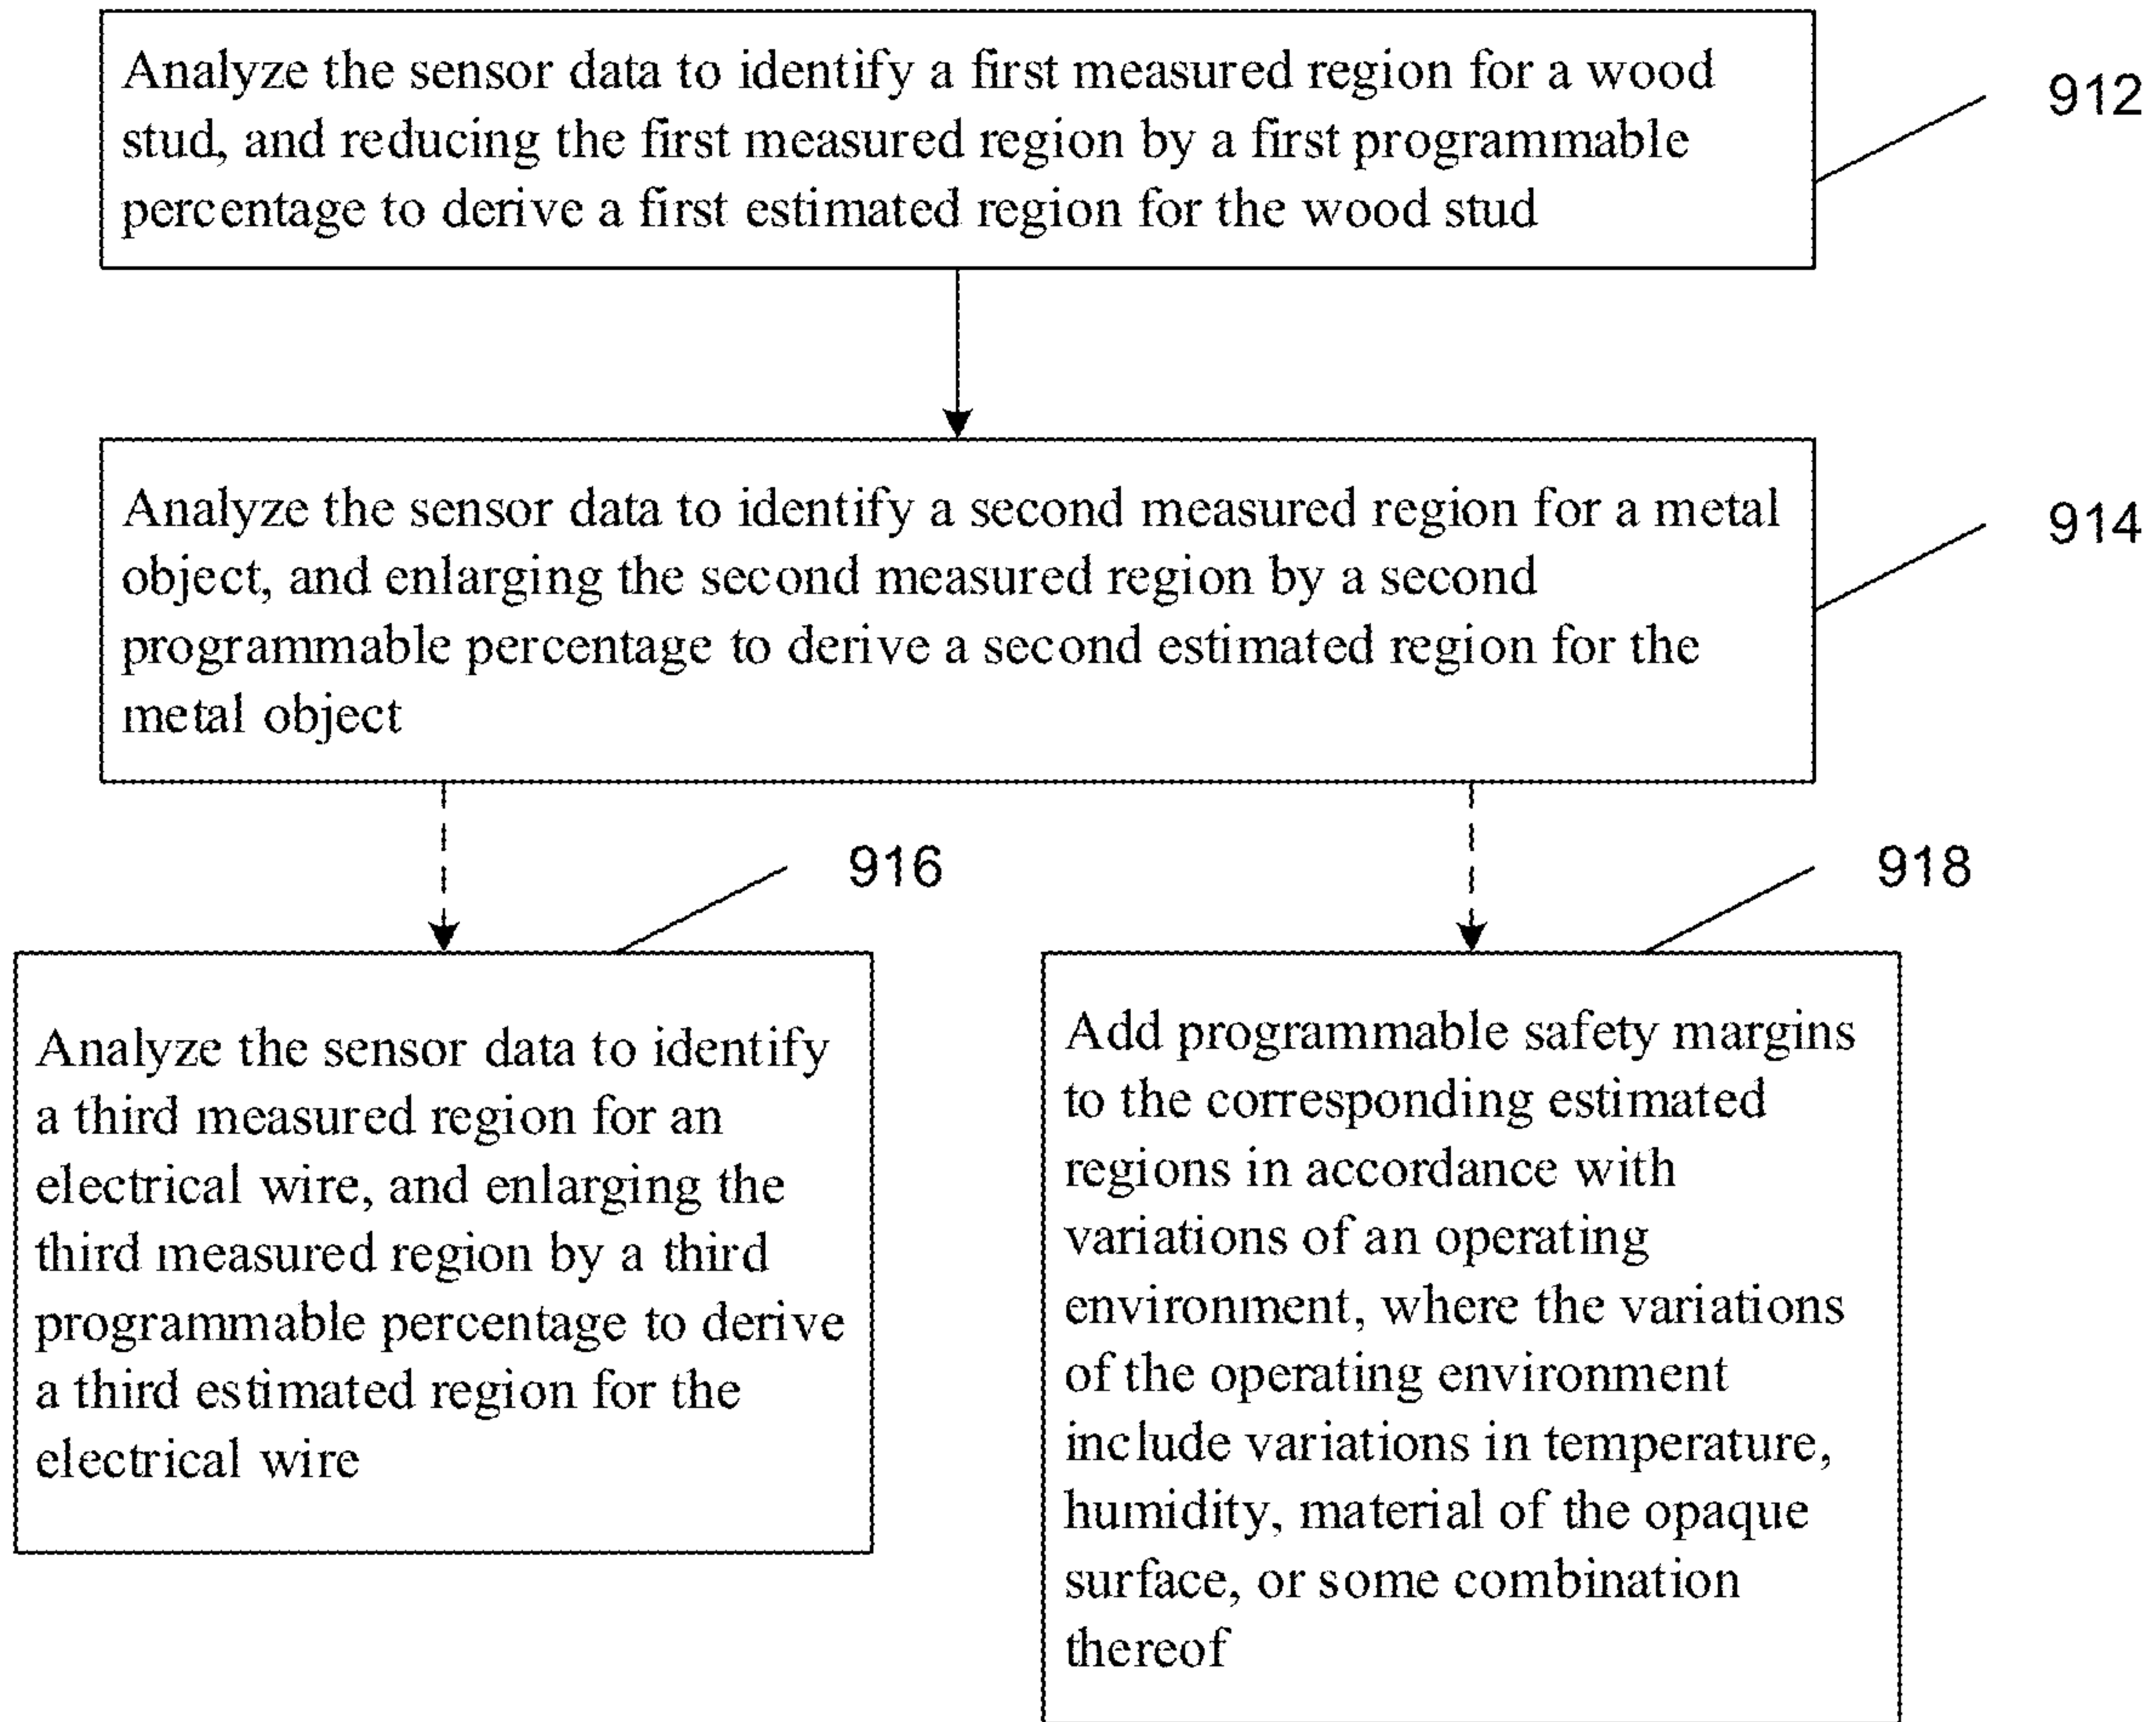 Analyze the sensor data to identify a first measured region for a wood
stud, and reducing the first measured region by a first programmable
percentage to derive a first estimated region for the wood stud
912
Analyze the sensor data to identify a second measured region for a metal
object, and enlarging the second measured region by a second
programmable percentage to derive a second estimated region for the
metal object
914
916
Analyze the sensor data to identify
a third measured region for an
electrical wire, and enlarging the
third measured region by a third
programmable percentage to derive
a third estimated region for the
electrical wire
918
Add programmable safety margins
to the corresponding estimated
regions in accordance with
variations of an operating
environment, where the variations
of the operating environment
include variations in temperature,
humidity, material of the opaque
surface, or some combination
thereof